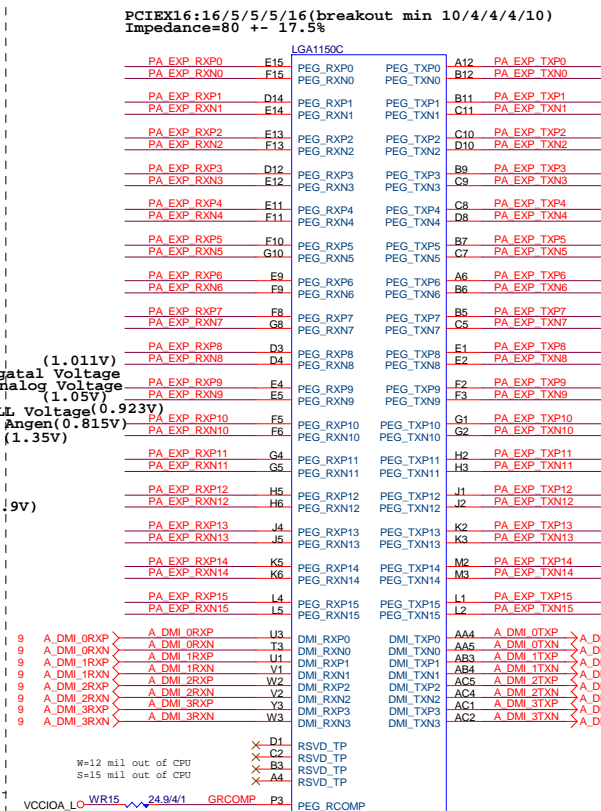 PCIEX16:16/5/5/5/16(breakout min 10/4/4/4/10)
Impedance=80 +- 17.5%
LGA1150C
PA_EXP_RXP0 E15 PEG_RXP0 PEG_TXP0 A12 PA_EXP_TXP0
PA_EXP_RXN0 F15 PEG_RXN0 PEG_TXN0 B12 PA_EXP_TXN0
PA_EXP_RXP1 D14 PEG_RXP1 PEG_TXP1 B11 PA_EXP_TXP1
PA_EXP_RXN1 E14 PEG_RXN1 PEG_TXN1 C11 PA_EXP_TXN1
PA_EXP_RXP2 E13 PEG_RXP2 PEG_TXP2 C10 PA_EXP_TXP2
PA_EXP_RXN2 F13 PEG_RXN2 PEG_TXN2 D10 PA_EXP_TXN2
PA_EXP_RXP3 D12 PEG_RXP3 PEG_TXP3 B9 PA_EXP_TXP3
PA_EXP_RXN3 E12 PEG_RXN3 PEG_TXN3 C9 PA_EXP_TXN3
PA_EXP_RXP4 E11 PEG_RXP4 PEG_TXP4 C8 PA_EXP_TXP4
PA_EXP_RXN4 F11 PEG_RXN4 PEG_TXN4 D8 PA_EXP_TXN4
PA_EXP_RXP5 F10 PEG_RXP5 PEG_TXP5 B7 PA_EXP_TXP5
PA_EXP_RXN5 G10 PEG_RXN5 PEG_TXN5 C7 PA_EXP_TXN5
PA_EXP_RXP6 E9 PEG_RXP6 PEG_TXP6 A6 PA_EXP_TXP6
PA_EXP_RXN6 F9 PEG_RXN6 PEG_TXN6 B6 PA_EXP_TXN6
PA_EXP_RXP7 F8 PEG_RXP7 PEG_TXP7 B5 PA_EXP_TXP7
PA_EXP_RXN7 G8 PEG_RXN7 PEG_TXN7 C5 PA_EXP_TXN7
PA_EXP_RXP8 D3 PEG_RXP8 PEG_TXP8 E1 PA_EXP_TXP8
(1.011V) PA_EXP_RXN8 D4 PEG_RXN8 PEG_TXN8 E2 PA_EXP_TXN8
gatal Voltage
nalog Voltage PA_EXP_RXP9 E4 PEG_RXP9 PEG_TXP9 F2 PA_EXP_TXP9
(1.05V) PA_EXP_RXN9 E5 PEG_RXN9 PEG_TXN9 F3 PA_EXP_TXN9
LL Voltage(0.923V)
Angen(0.815V) PA_EXP_RXP10 F5 PEG_RXP10 PEG_TXP10 G1 PA_EXP_TXP10
(1.35V) PA_EXP_RXN10 F6 PEG_RXN10 PEG_TXN10 G2 PA_EXP_TXN10
PA_EXP_RXP11 G4 PEG_RXP11 PEG_TXP11 H2 PA_EXP_TXP11
PA_EXP_RXN11 G5 PEG_RXN11 PEG_TXN11 H3 PA_EXP_TXN11
PA_EXP_RXP12 H5 PEG_RXP12 PEG_TXP12 J1 PA_EXP_TXP12
.9V) PA_EXP_RXN12 H6 PEG_RXN12 PEG_TXN12 J2 PA_EXP_TXN12
PA_EXP_RXP13 J4 PEG_RXP13 PEG_TXP13 K2 PA_EXP_TXP13
PA_EXP_RXN13 J5 PEG_RXN13 PEG_TXN13 K3 PA_EXP_TXN13
PA_EXP_RXP14 K5 PEG_RXP14 PEG_TXP14 M2 PA_EXP_TXP14
PA_EXP_RXN14 K6 PEG_RXN14 PEG_TXN14 M3 PA_EXP_TXN14
PA_EXP_RXP15 L4 PEG_RXP15 PEG_TXP15 L1 PA_EXP_TXP15
PA_EXP_RXN15 L5 PEG_RXN15 PEG_TXN15 L2 PA_EXP_TXN15
9 A_DMI_0RXP A_DMI_0RXP U3 DMI_RXP0 DMI_TXP0 AA4 A_DMI_0TXP A_D
9 A_DMI_0RXN A_DMI_0RXN T3 DMI_RXN0 DMI_TXN0 AA5 A_DMI_0TXN A_D
9 A_DMI_1RXP A_DMI_1RXP U1 DMI_RXP1 DMI_TXP1 AB3 A_DMI_1TXP A_D
9 A_DMI_1RXN A_DMI_1RXN V1 DMI_RXN1 DMI_TXN1 AB4 A_DMI_1TXN A_D
9 A_DMI_2RXP A_DMI_2RXP W2 DMI_RXP2 DMI_TXP2 AC5 A_DMI_2TXP A_D
9 A_DMI_2RXN A_DMI_2RXN V2 DMI_RXN2 DMI_TXN2 AC4 A_DMI_2TXN A_D
9 A_DMI_3RXP A_DMI_3RXP Y3 DMI_RXP3 DMI_TXP3 AC1 A_DMI_3TXP A_D
9 A_DMI_3RXN A_DMI_3RXN W3 DMI_RXN3 DMI_TXN3 AC2 A_DMI_3TXN A_D
D1 RSVD_TP
C2 RSVD_TP
W=12 mil out of CPU B3 RSVD_TP
S=15 mil out of CPU A4 RSVD_TP
VCCIOA_L WR15 24.9/4/1 GRCOMP P3 PEG_RCOMP